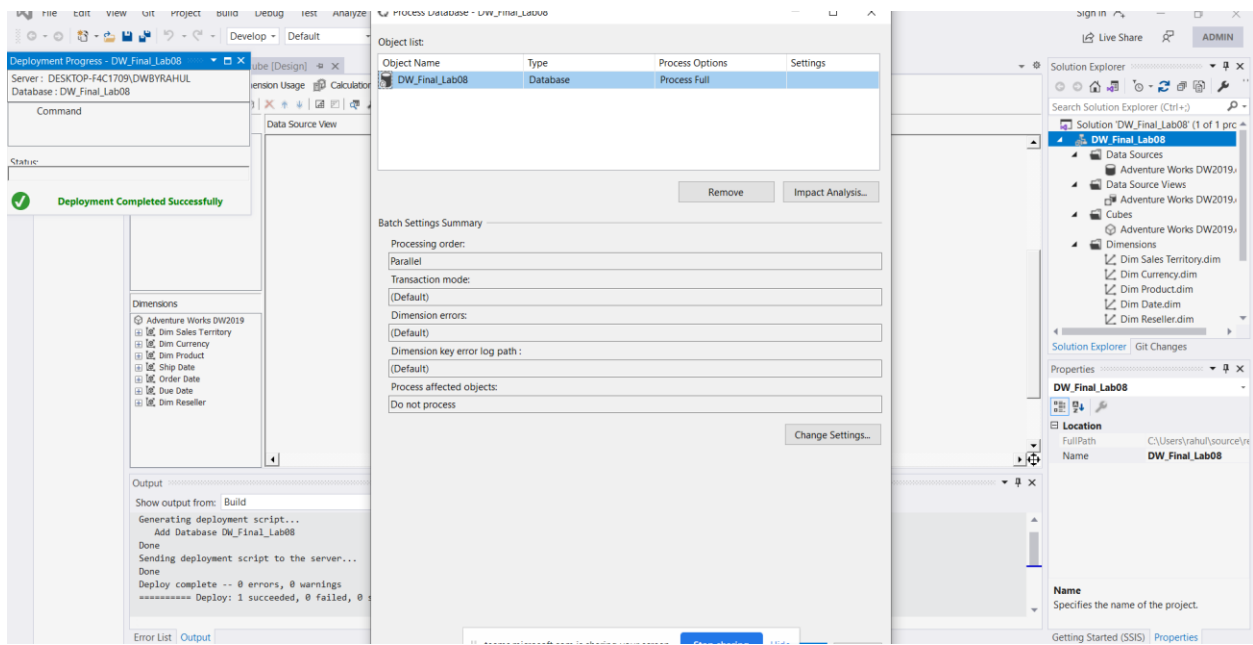 File Edit View Git Project Build Debug Test Analyze
Process Database - DW_Final_Lab08
Sign in
Develop Default
Live Share
ADMIN
Deployment Progress - DW_Final_Lab08
Server : DESKTOP-F4C1709\DWBYRAHUL
Database : DW_Final_Lab08
Command
Status:
Deployment Completed Successfully
ube [Design]
ension Usage Calculation
Data Source View
Dimensions
Adventure Works DW2019
Dim Sales Territory
Dim Currency
Dim Product
Ship Date
Order Date
Due Date
Dim Reseller
Object list:
Object Name Type Process Options Settings
DW_Final_Lab08 Database Process Full
Remove Impact Analysis...
Batch Settings Summary
Processing order:
Parallel
Transaction mode:
(Default)
Dimension errors:
(Default)
Dimension key error log path :
(Default)
Process affected objects:
Do not process
Change Settings...
Output
Show output from: Build
Generating deployment script...
Add Database DW_Final_Lab08
Done
Sending deployment script to the server...
Done
Deploy complete -- 0 errors, 0 warnings
========== Deploy: 1 succeeded, 0 failed, 0 s
Error List Output
teams.microsoft.com is sharing your screen. Stop sharing Hide
Solution Explorer
Search Solution Explorer (Ctrl+;)
Solution 'DW_Final_Lab08' (1 of 1 prc
DW_Final_Lab08
Data Sources
Adventure Works DW2019.
Data Source Views
Adventure Works DW2019.
Cubes
Adventure Works DW2019.
Dimensions
Dim Sales Territory.dim
Dim Currency.dim
Dim Product.dim
Dim Date.dim
Dim Reseller.dim
Solution Explorer Git Changes
Properties
DW_Final_Lab08
Location
FullPath C:\Users\rahul\source\re
Name DW_Final_Lab08
Name
Specifies the name of the project.
Getting Started (SSIS) Properties